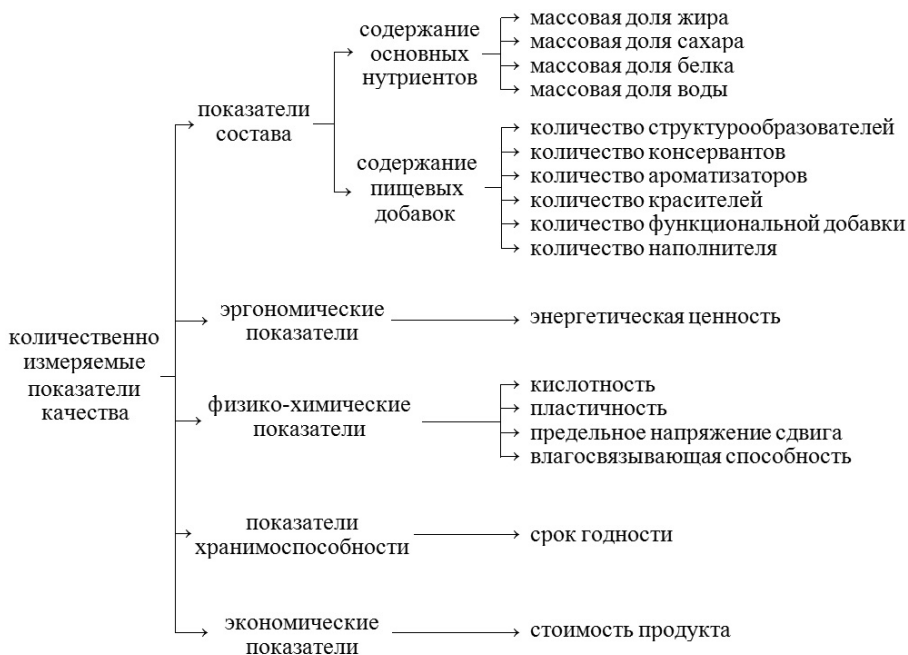 количественно
измеряемые
показатели
качества
показатели
состава
содержание
основных
нутриентов
массовая доля жира
массовая доля сахара
массовая доля белка
массовая доля воды
содержание
пищевых
добавок
количество структурообразователей
количество консервантов
количество ароматизаторов
количество красителей
количество функциональной добавки
количество наполнителя
эргономические
показатели
энергетическая ценность
физико-химические
показатели
кислотность
пластичность
предельное напряжение сдвига
влагосвязывающая способность
показатели
хранимоспособности
срок годности
экономические
показатели
стоимость продукта